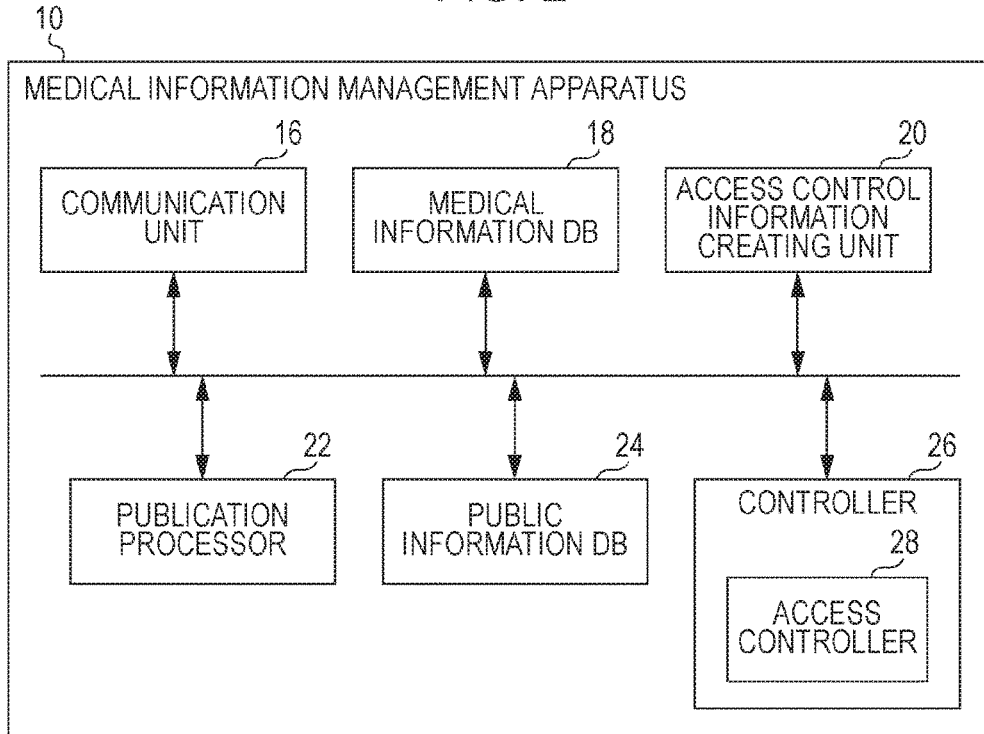 10
MEDICAL INFORMATION MANAGEMENT APPARATUS
16
COMMUNICATION
UNIT
18
MEDICAL
INFORMATION DB
20
ACCESS CONTROL
INFORMATION
CREATING UNIT
22
PUBLICATION
PROCESSOR
24
PUBLIC
INFORMATION DB
26
CONTROLLER
28
ACCESS
CONTROLLER